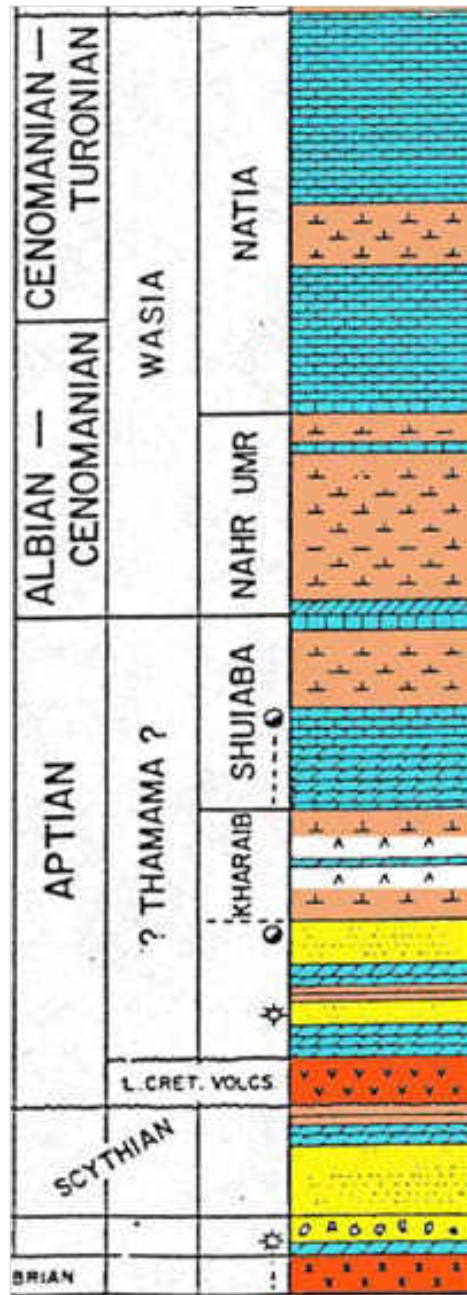 CENOMANIAN —
TURONIAN
WASIA
NATIA
ALBIAN —
CENOMANIAN
NAHR UMR
APTIAN
? THAMAMA ?
SHUIABA
KHARAIB
L. CRET. VOLCS.
SCYTHIAN
BRIAN